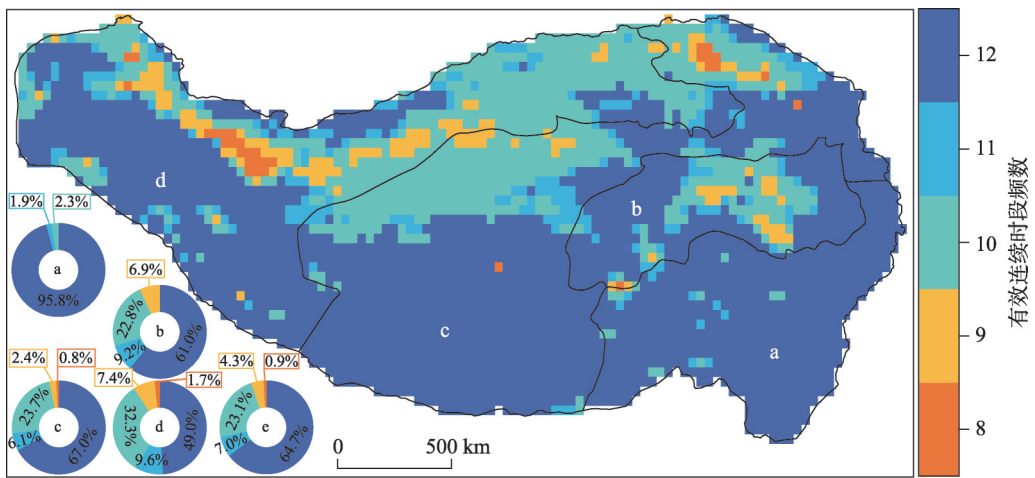 d
b
c
a
1.9%
2.3%
a
95.8%
6.9%
b
22.8%
9.2%
61.0%
2.4%
0.8%
c
23.7%
6.1%
67.0%
7.4%
1.7%
d
32.3%
9.6%
49.0%
4.3%
0.9%
e
23.1%
7.0%
64.7%
0
500 km
12
11
10
9
8
有效连续时段频数